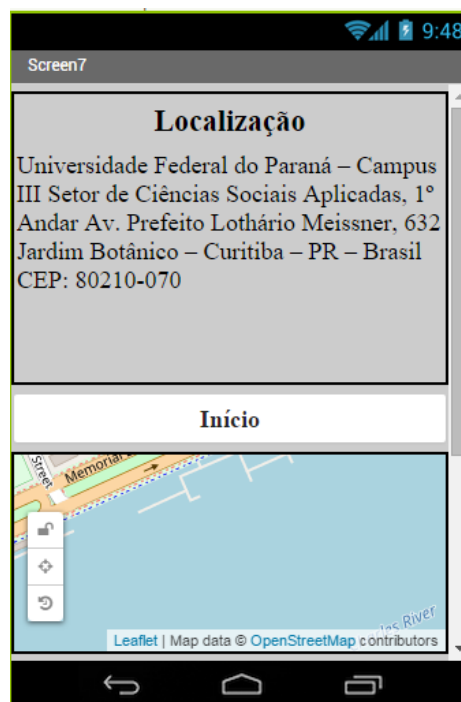 9:48
Screen7
Localização
Universidade Federal do Paraná – Campus
III Setor de Ciências Sociais Aplicadas, 1º
Andar Av. Prefeito Lothário Meissner, 632
Jardim Botânico – Curitiba – PR – Brasil
CEP: 80210-070
Início
Street
Memorial
River
Leaflet | Map data © OpenStreetMap contributors